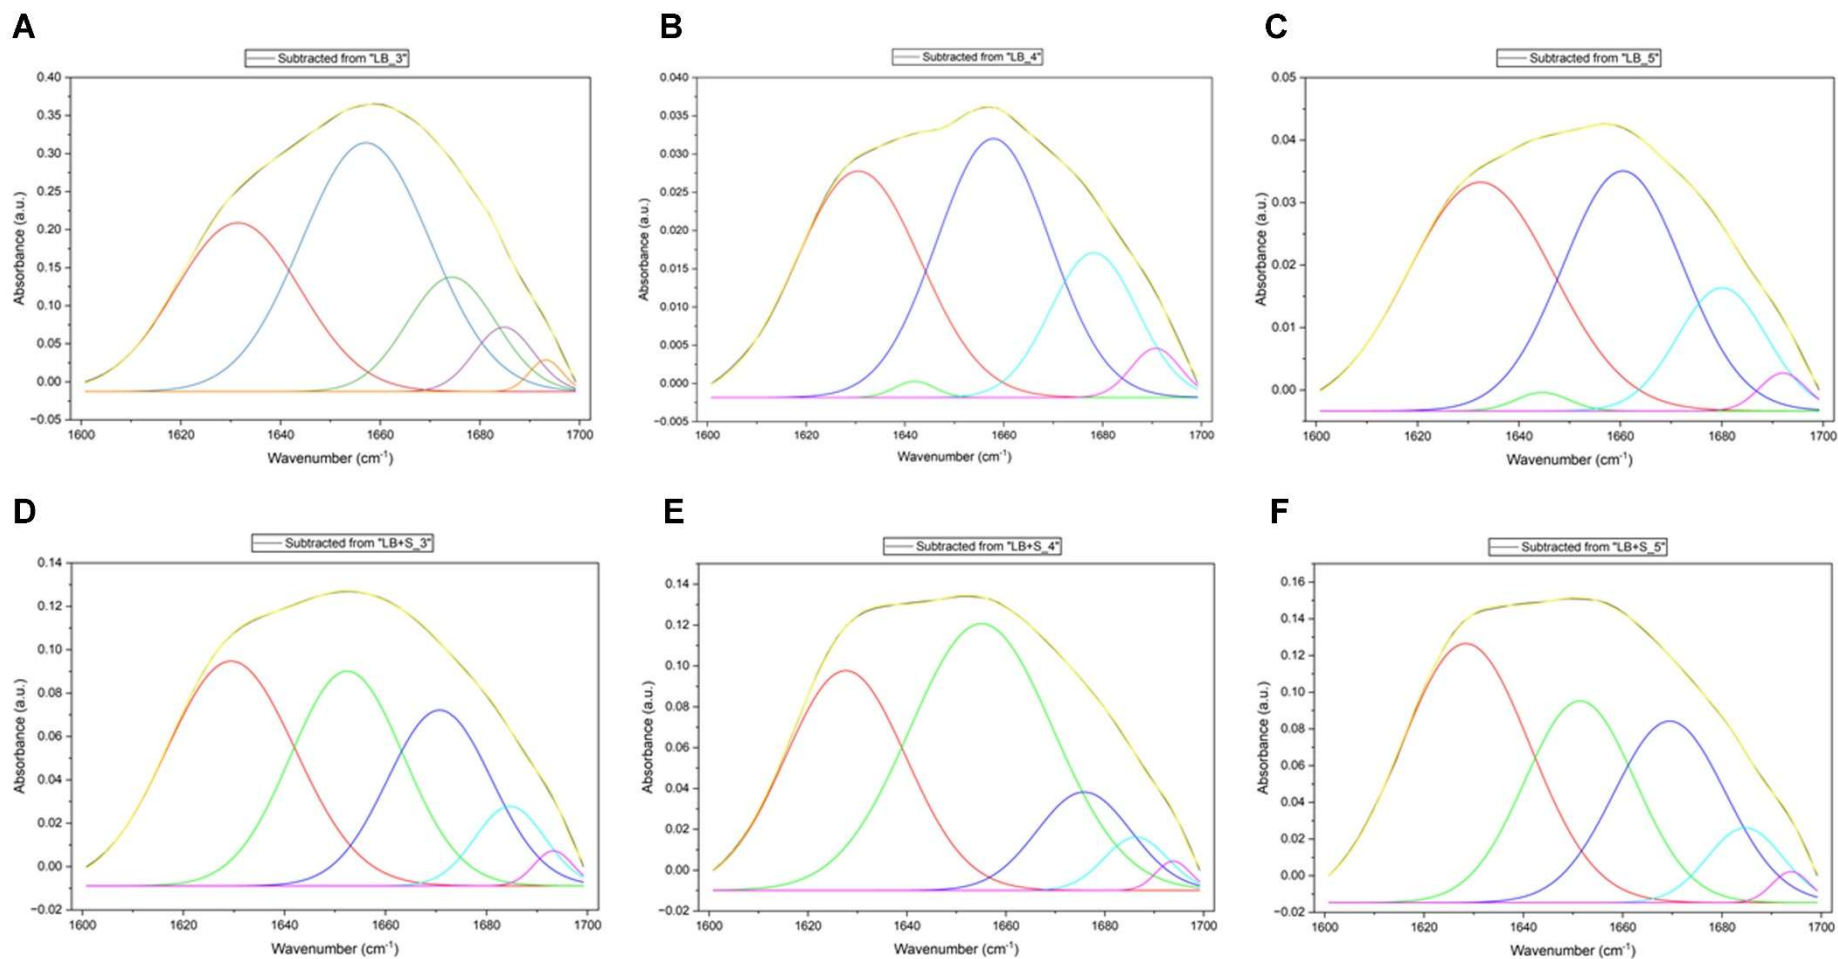 A
Subtracted from "LB_3"
0.40
0.35
0.30
0.25
0.20
0.15
0.10
0.05
0.00
−0.05
Absorbance (a.u.)
1600 1620 1640 1660 1680 1700
Wavenumber (cm-1)
B
Subtracted from "LB_4"
0.040
0.035
0.030
0.025
0.020
0.015
0.010
0.005
0.000
−0.005
Absorbance (a.u.)
1600 1620 1640 1660 1680 1700
Wavenumber (cm-1)
C
Subtracted from "LB_5"
0.05
0.04
0.03
0.02
0.01
0.00
Absorbance (a.u.)
1600 1620 1640 1660 1680 1700
Wavenumber (cm-1)
D
Subtracted from "LB+S_3"
0.14
0.12
0.10
0.08
0.06
0.04
0.02
0.00
−0.02
Absorbance (a.u.)
1600 1620 1640 1660 1680 1700
Wavenumber (cm-1)
E
Subtracted from "LB+S_4"
0.14
0.12
0.10
0.08
0.06
0.04
0.02
0.00
−0.02
Absorbance (a.u.)
1600 1620 1640 1660 1680 1700
Wavenumber (cm-1)
F
Subtracted from "LB+S_5"
0.16
0.14
0.12
0.10
0.08
0.06
0.04
0.02
0.00
−0.02
Absorbance (a.u.)
1600 1620 1640 1660 1680 1700
Wavenumber (cm-1)